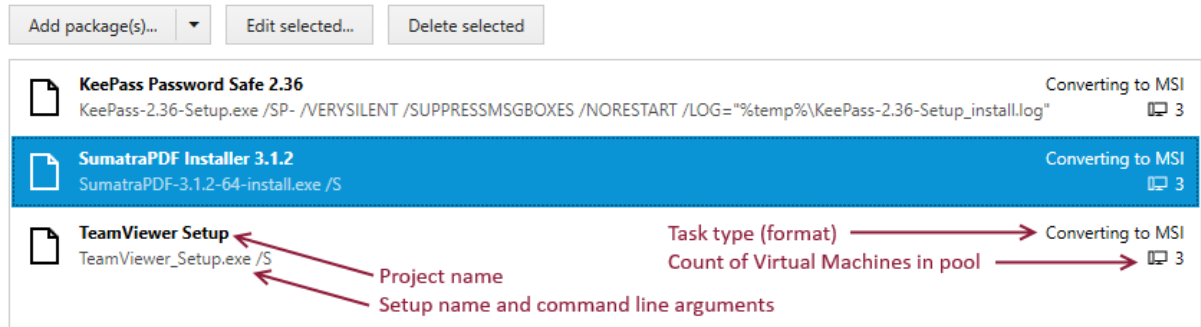 Add package(s)... Edit selected... Delete selected
KeePass Password Safe 2.36 Converting to MSI
KeePass-2.36-Setup.exe /SP- /VERYSILENT /SUPPRESSMSGBOXES /NORESTART /LOG="%temp%\KeePass-2.36-Setup_install.log" 3
SumatraPDF Installer 3.1.2 Converting to MSI
SumatraPDF-3.1.2-64-install.exe /S 3
TeamViewer Setup Task type (format) Converting to MSI
TeamViewer_Setup.exe /S Count of Virtual Machines in pool 3
Project name
Setup name and command line arguments